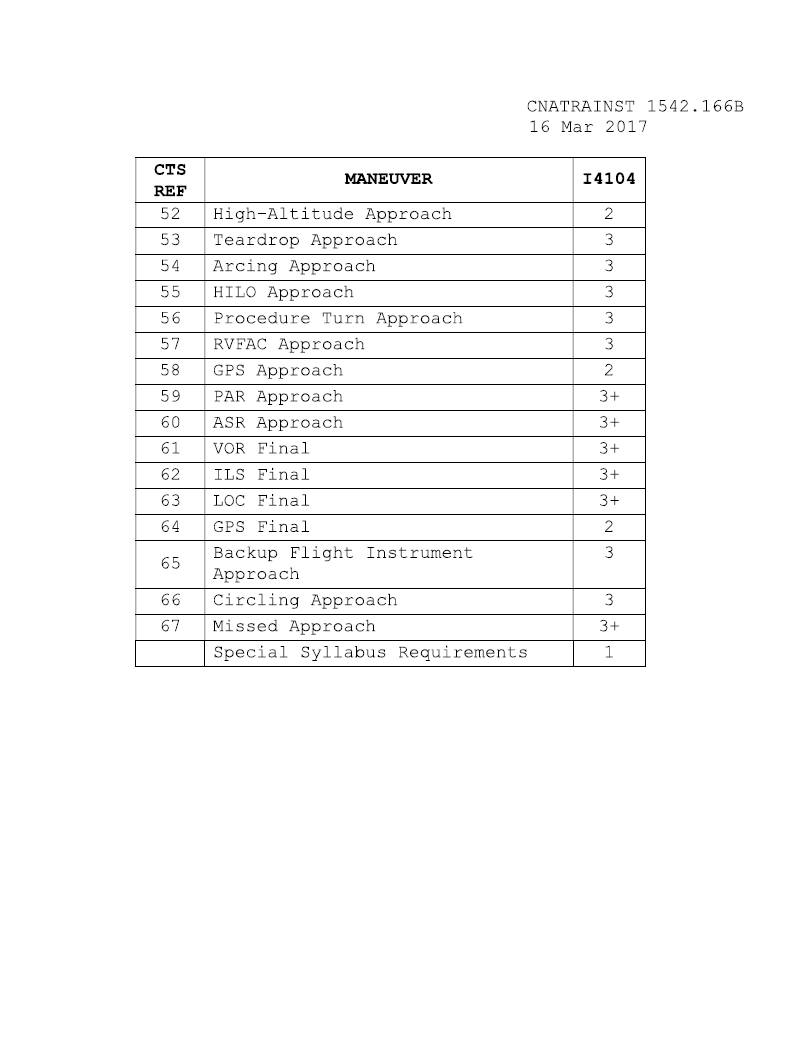 CNATRAINST 1542.166B
16 Mar 2017
CTS REF MANEUVER I4104
52 High-Altitude Approach 2
53 Teardrop Approach 3
54 Arcing Approach 3
55 HILO Approach 3
56 Procedure Turn Approach 3
57 RVFAC Approach 3
58 GPS Approach 2
59 PAR Approach 3+
60 ASR Approach 3+
61 VOR Final 3+
62 ILS Final 3+
63 LOC Final 3+
64 GPS Final 2
65 Backup Flight Instrument Approach 3
66 Circling Approach 3
67 Missed Approach 3+
Special Syllabus Requirements 1